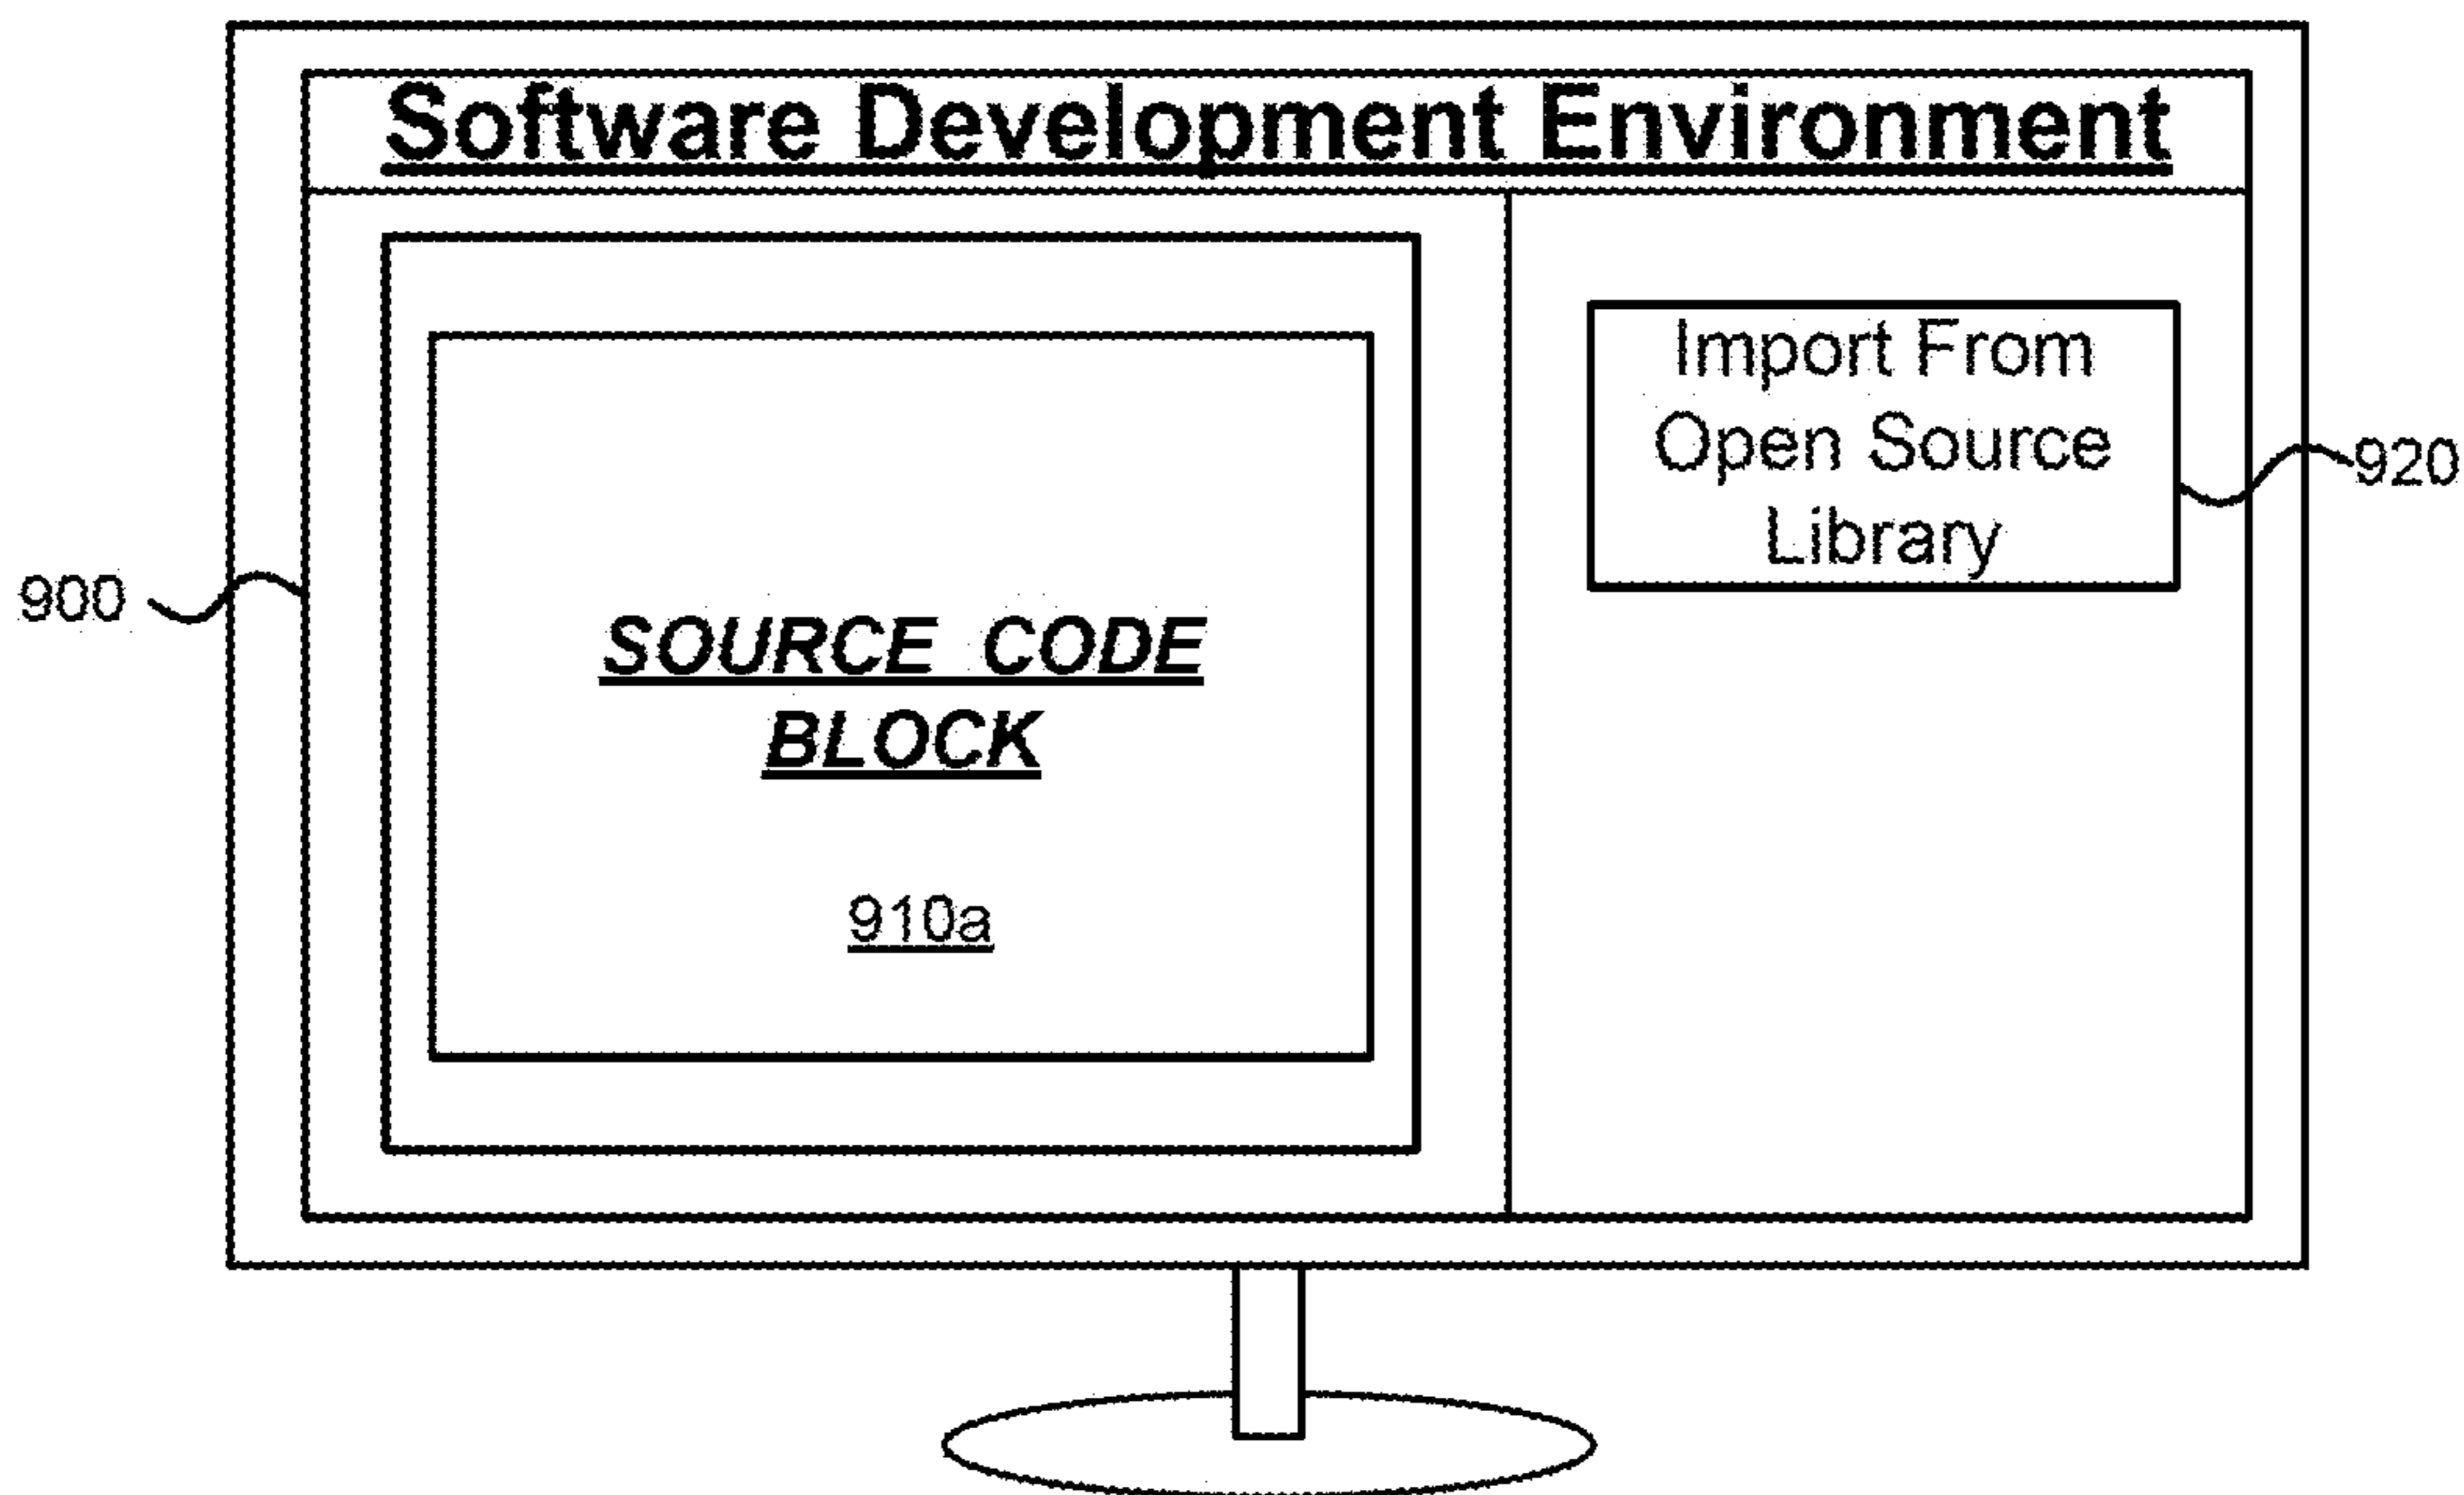 Software Development Environment
Import From
Open Source
Library
920
900
SOURCE CODE
BLOCK
910a